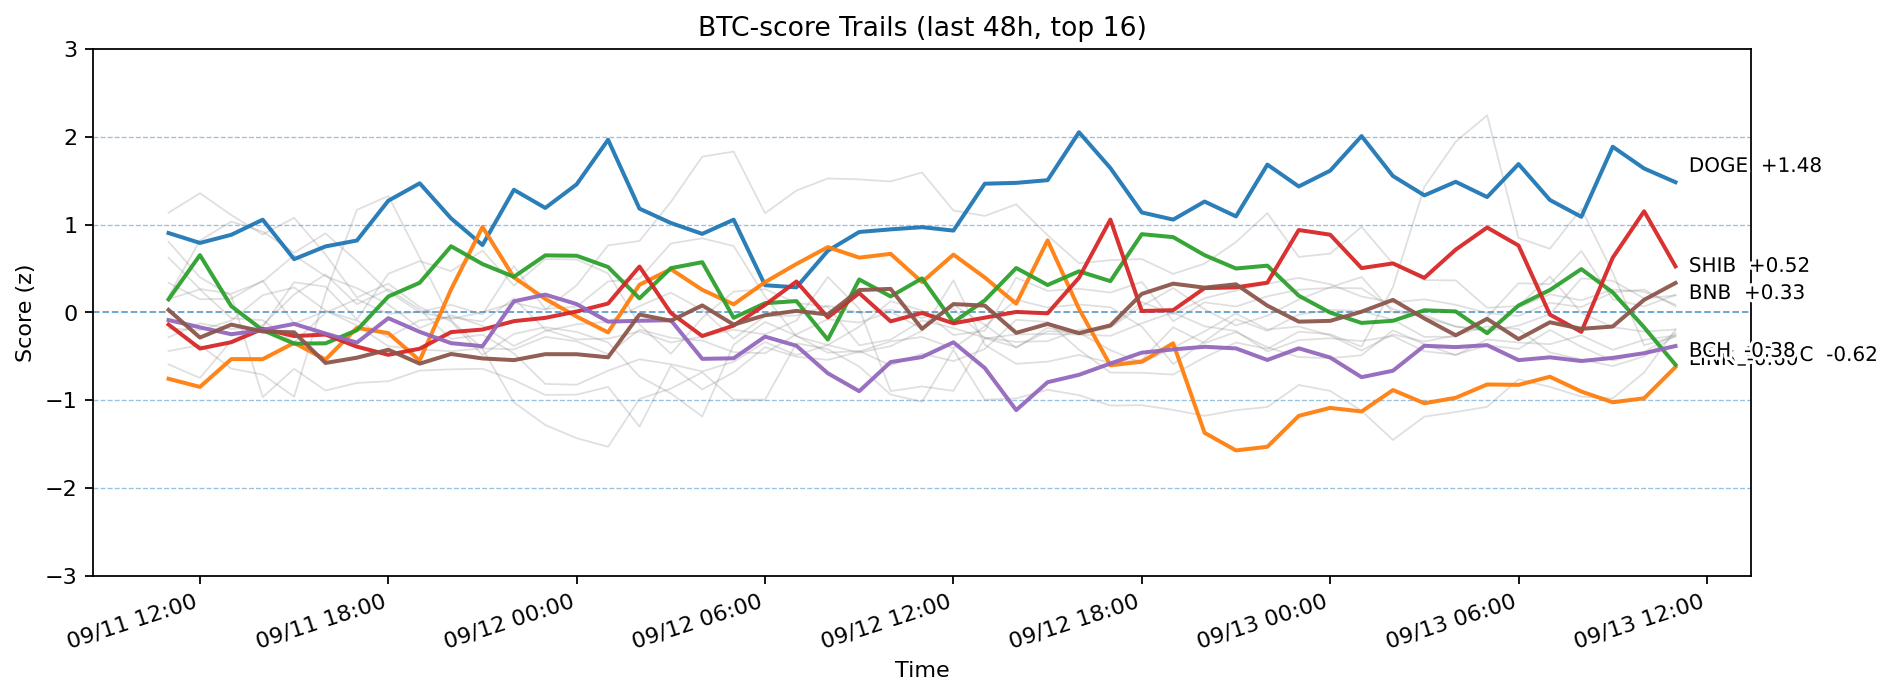 BTC-score Trails (last 48h, top 16)
3
2
1
0
−1
−2
−3
Score (z)
DOGE +1.48
SHIB +0.52
BNB +0.33
BCH -0.38
LINK -0.60
-0.62
09/11 12:00
09/11 18:00
09/12 00:00
09/12 06:00
09/12 12:00
09/12 18:00
09/13 00:00
09/13 06:00
09/13 12:00
Time